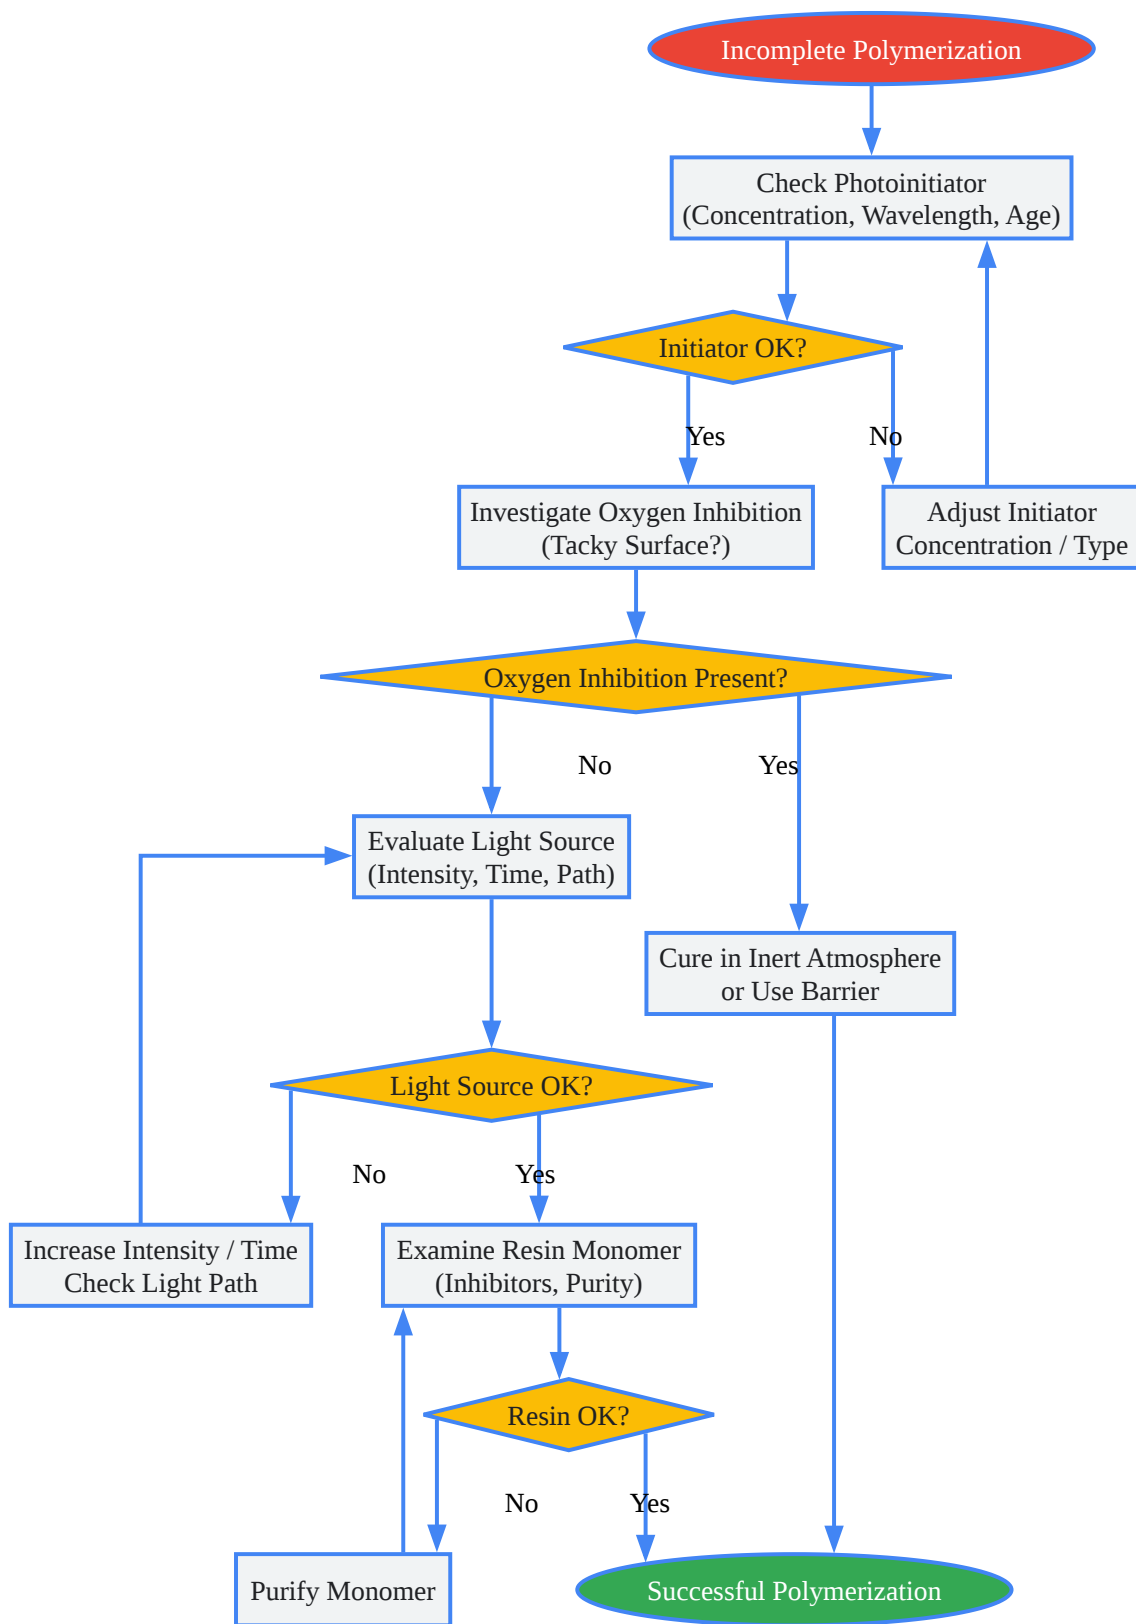 Incomplete Polymerization
Check Photoinitiator
(Concentration, Wavelength, Age)
Initiator OK?
Yes
No
Investigate Oxygen Inhibition
(Tacky Surface?)
Adjust Initiator
Concentration / Type
Oxygen Inhibition Present?
No
Yes
Evaluate Light Source
(Intensity, Time, Path)
Cure in Inert Atmosphere
or Use Barrier
Light Source OK?
No
Yes
Increase Intensity / Time
Check Light Path
Examine Resin Monomer
(Inhibitors, Purity)
Resin OK?
No
Yes
Purify Monomer
Successful Polymerization